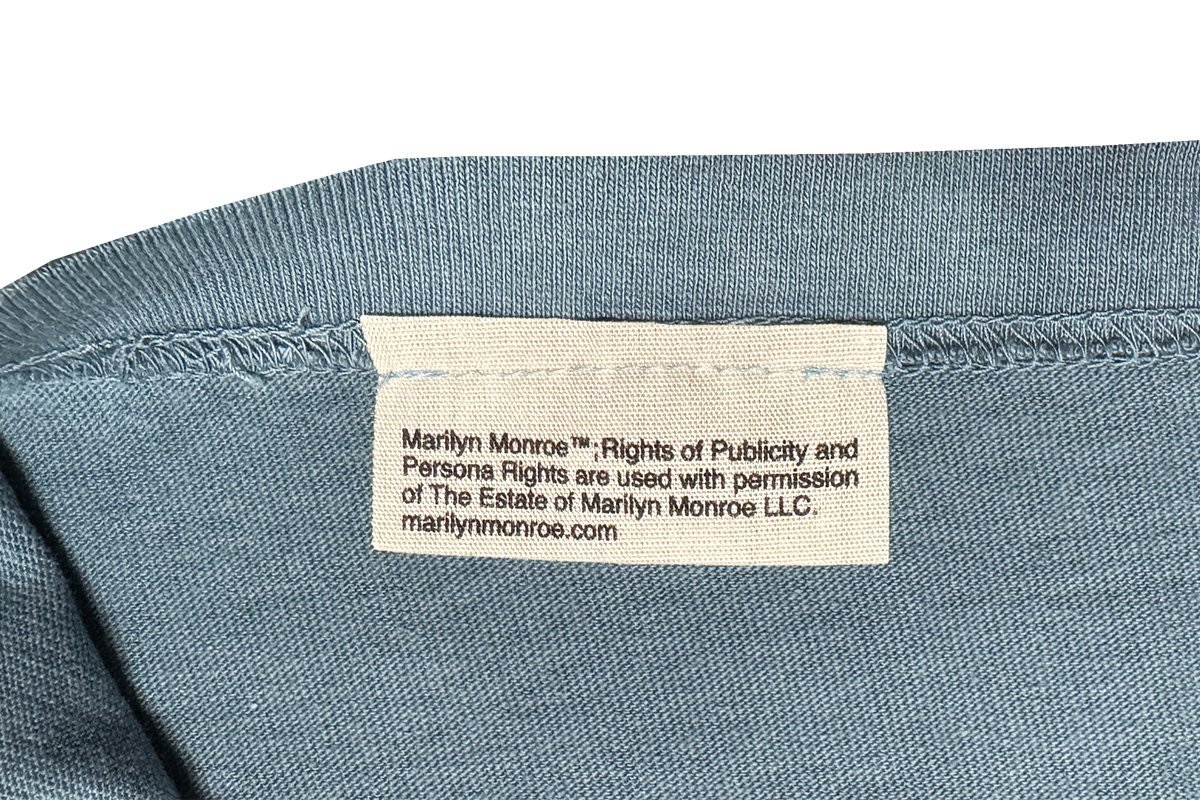 Marilyn Monroe™;Rights of Publicity and
Persona Rights are used with permission
of The Estate of Marilyn Monroe LLC.
marilynmonroe.com